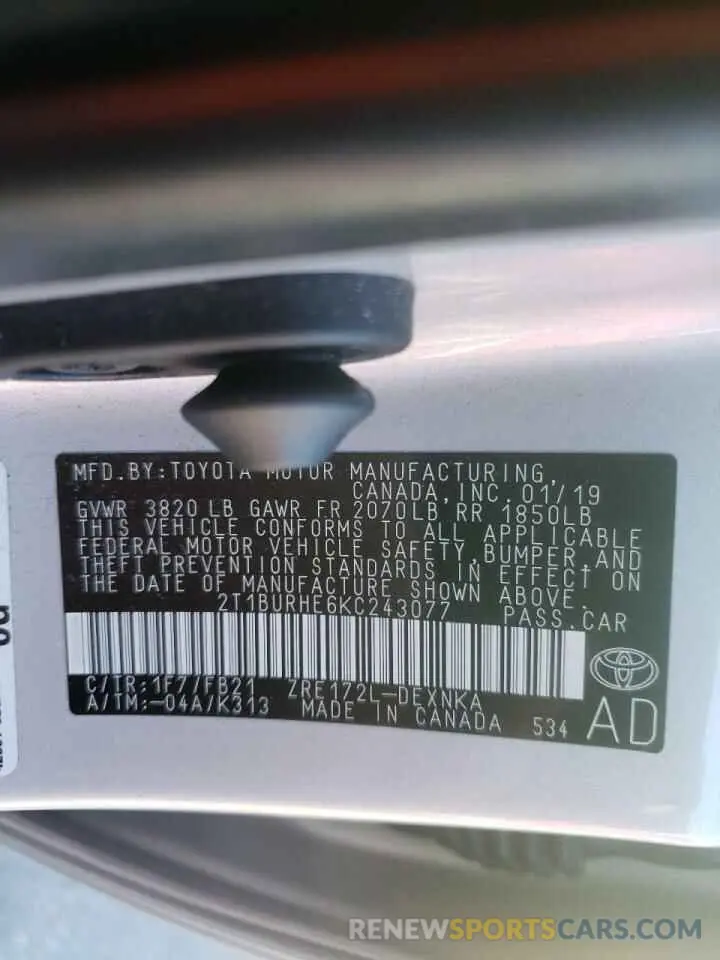 MFD.BY:TOYOTA MOTOR MANUFACTURING,
CANADA,INC. 01/19
GVWR 3820 LB GAWR FR 2070LB RR 1850LB
THIS VEHICLE CONFORMS TO ALL APPLICABLE
FEDERAL MOTOR VEHICLE SAFETY, BUMPER,AND
THEFT PREVENTION STANDARDS IN EFFECT ON
THE DATE OF MANUFACTURE SHOWN ABOVE.
2T1BURHE6KC243077 PASS.CAR
C/TR:1F7/FB21 ZRE172L-DEXNKA
A/TM:-04A/K313 MADE IN CANADA 534
AD
RENEWSPORTSCARS.COM